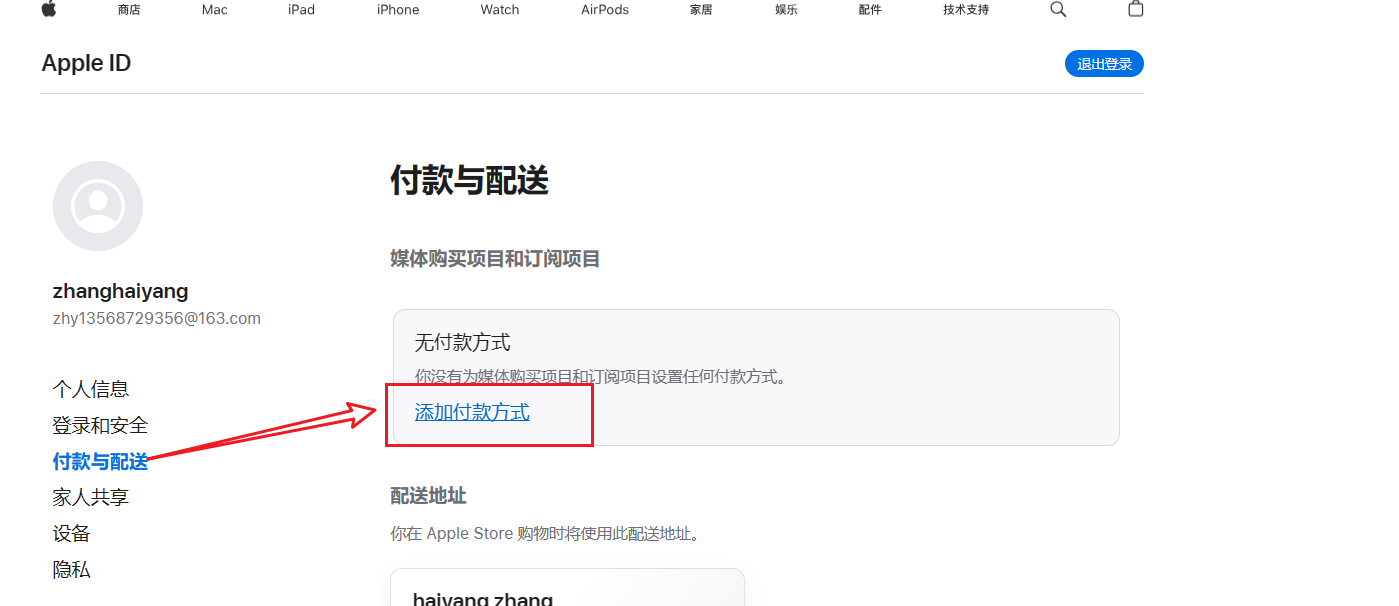 商店 Mac iPad iPhone Watch AirPods 家居 娱乐 配件 技术支持
Apple ID
退出登录
zhanghaiyang
zhy13568729356@163.com
个人信息
登录和安全
付款与配送
家人共享
设备
隐私
付款与配送
媒体购买项目和订阅项目
无付款方式
你没有为媒体购买项目和订阅项目设置任何付款方式。
添加付款方式
配送地址
你在 Apple Store 购物时将使用此配送地址。
haiyang zhang